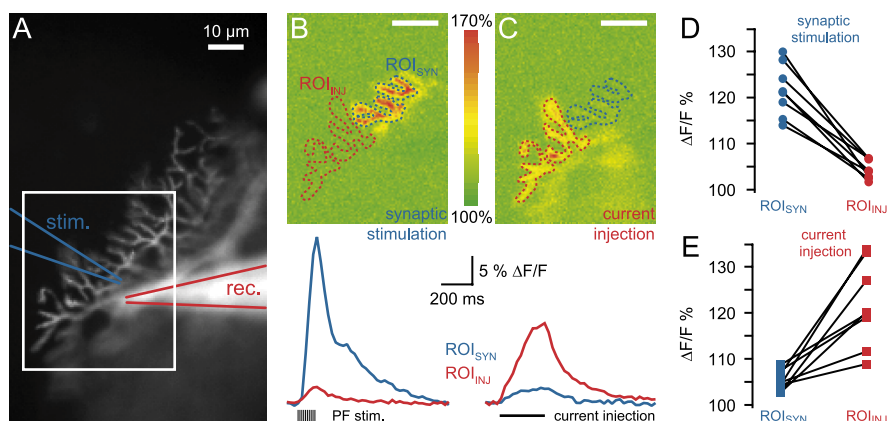 A
10 µm
stim.
rec.
B
170%
100%
ROI_INJ
ROI_SYN
synaptic
stimulation
C
current
injection
5 % ΔF/F
200 ms
ROI_SYN
ROI_INJ
PF stim.
current injection
D
synaptic
stimulation
ΔF/F %
130
120
110
100
ROI_SYN
ROI_INJ
E
current
injection
ΔF/F %
130
120
110
100
ROI_SYN
ROI_INJ